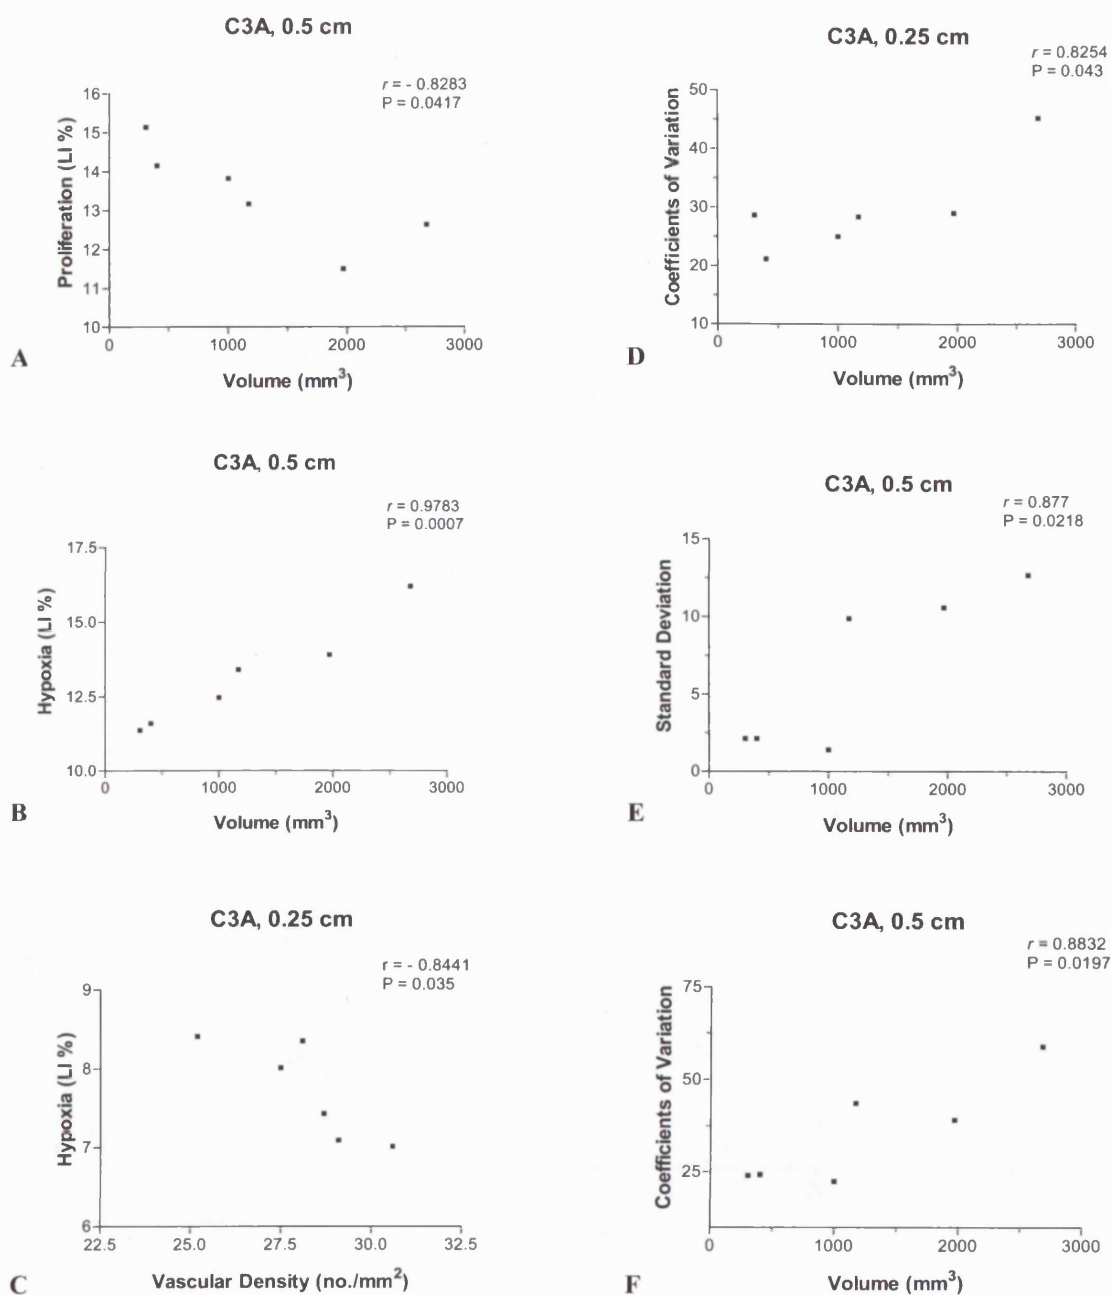 C3A, 0.5 cm
r = - 0.8283
P = 0.0417
Proliferation (LI %)
16
15
14
13
12
11
10
0 1000 2000 3000
Volume (mm³)
A
C3A, 0.25 cm
r = 0.8254
P = 0.043
Coefficients of Variation
50
40
30
20
10
0 1000 2000 3000
Volume (mm³)
D
C3A, 0.5 cm
r = 0.9783
P = 0.0007
Hypoxia (LI %)
17.5
15.0
12.5
10.0
0 1000 2000 3000
Volume (mm³)
B
C3A, 0.5 cm
r = 0.877
P = 0.0218
Standard Deviation
15
10
5
0
0 1000 2000 3000
Volume (mm³)
E
C3A, 0.25 cm
r = - 0.8441
P = 0.035
Hypoxia (LI %)
9
8
7
6
22.5 25.0 27.5 30.0 32.5
Vascular Density (no./mm²)
C
C3A, 0.5 cm
r = 0.8832
P = 0.0197
Coefficients of Variation
75
50
25
0 1000 2000 3000
Volume (mm³)
F